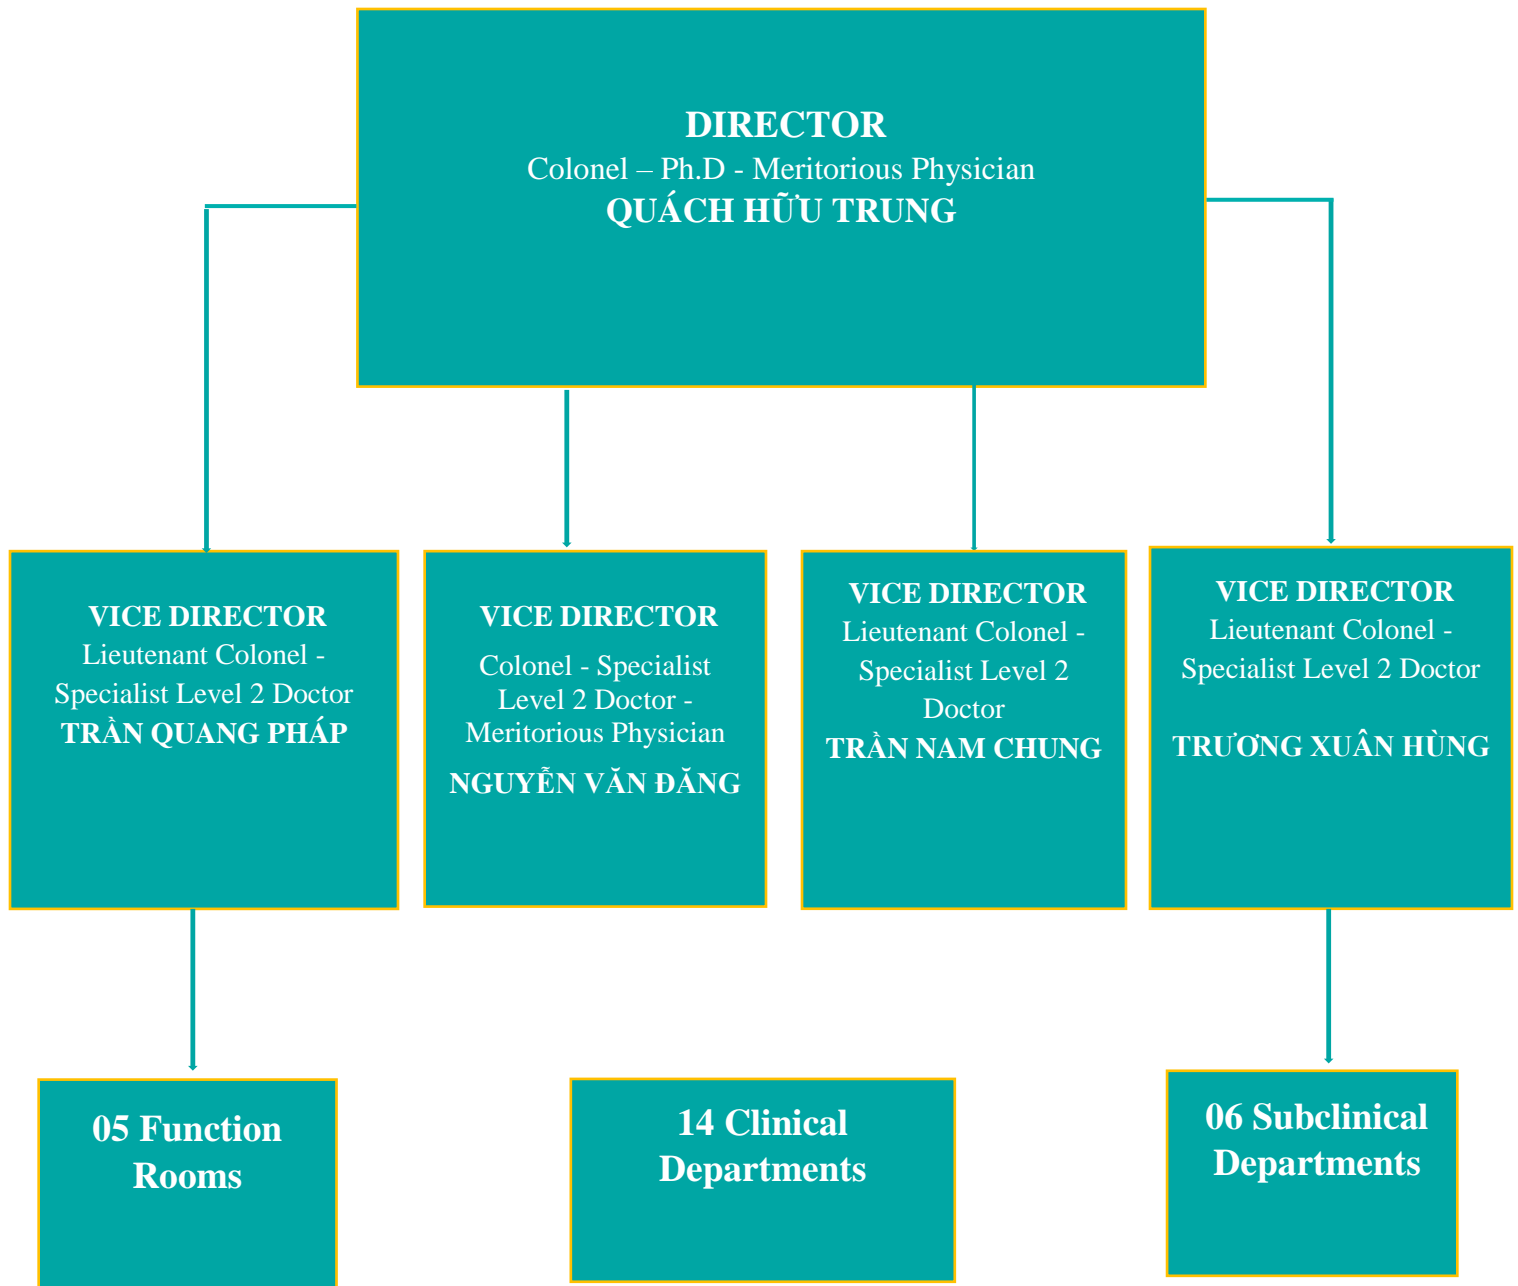 DIRECTOR
Colonel – Ph.D - Meritorious Physician
QUÁCH HỮU TRUNG
VICE DIRECTOR
Lieutenant Colonel -
Specialist Level 2 Doctor
TRẦN QUANG PHÁP
VICE DIRECTOR
Colonel - Specialist
Level 2 Doctor -
Meritorious Physician
NGUYỄN VĂN ĐĂNG
VICE DIRECTOR
Lieutenant Colonel -
Specialist Level 2
Doctor
TRẦN NAM CHUNG
VICE DIRECTOR
Lieutenant Colonel -
Specialist Level 2 Doctor
TRƯƠNG XUÂN HÙNG
05 Function
Rooms
14 Clinical
Departments
06 Subclinical
Departments